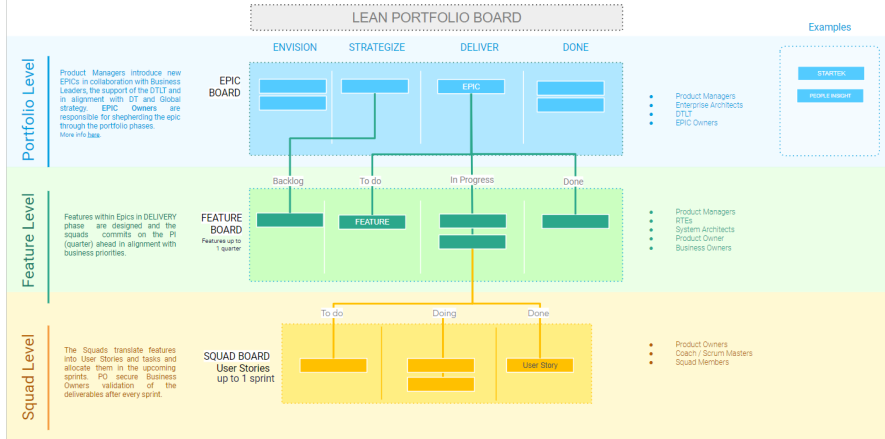 LEAN PORTFOLIO BOARD
Examples
ENVISION
STRATEGIZE
DELIVER
DONE
Portfolio Level
Product Managers introduce new
EPICs in collaboration with Business
Leaders, the support of the DTLT and
in alignment with DT and Global
strategy. EPIC Owners are
responsible for shepherding the epic
through the portfolio phases.
More info here.
EPIC
BOARD
EPIC
Product Managers
Enterprise Architects
DTLT
EPIC Owners
STARTEK
PEOPLE INSIGHT
Backlog
To do
In Progress
Done
Feature Level
Features within Epics in DELIVERY
phase are designed and the
squads commits on the PI
(quarter) ahead in alignment with
business priorities.
FEATURE
BOARD
Features up to
1 quarter
FEATURE
Product Managers
RTEs
System Architects
Product Owner
Business Owners
To do
Doing
Done
Squad Level
The Squads translate features
into User Stories and tasks and
allocate them in the upcoming
sprints. PO secure Business
Owners validation of the
deliverables after every sprint.
SQUAD BOARD
User Stories
up to 1 sprint
User Story
Product Owners
Coach / Scrum Masters
Squad Members